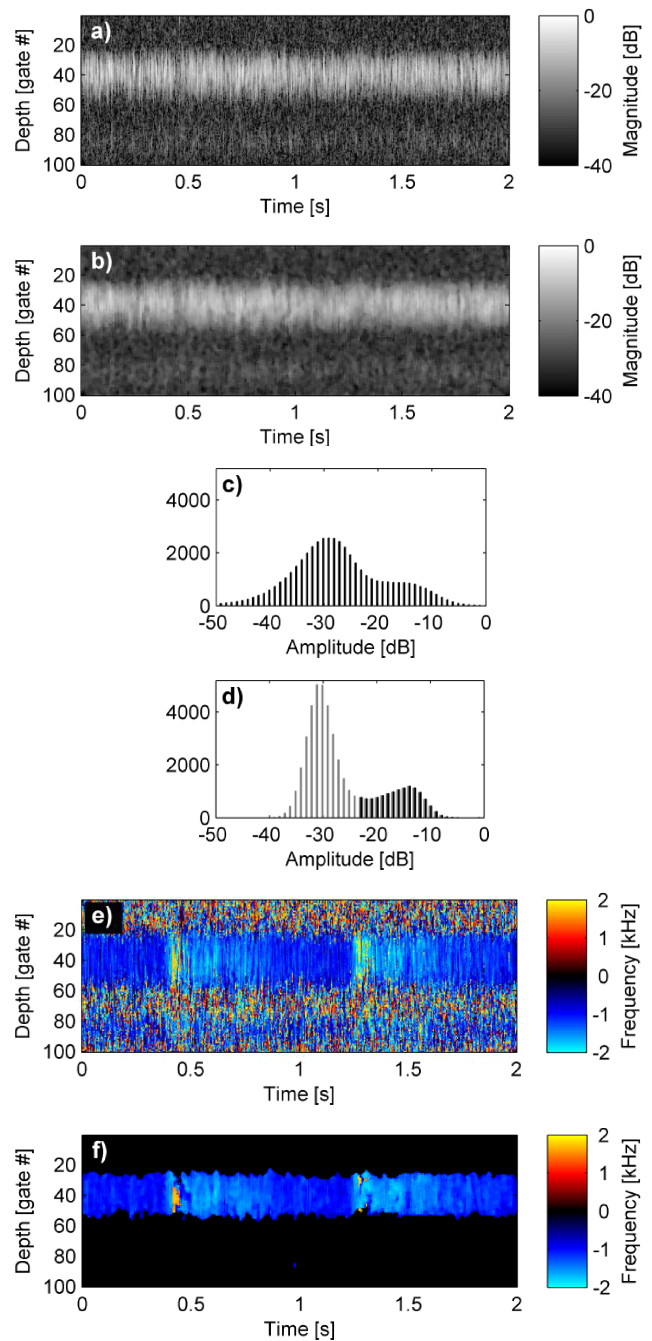 a)
20
40
60
80
100
Depth [gate #]
0 0.5 1 1.5 2
Time [s]
0
-20
-40
Magnitude [dB]
b)
20
40
60
80
100
Depth [gate #]
0 0.5 1 1.5 2
Time [s]
0
-20
-40
Magnitude [dB]
c)
4000
2000
0
-50 -40 -30 -20 -10 0
Amplitude [dB]
d)
4000
2000
0
-50 -40 -30 -20 -10 0
Amplitude [dB]
e)
0
20
40
60
80
100
Depth [gate #]
0 0.5 1 1.5 2
Time [s]
2
1
0
-1
-2
Frequency [kHz]
f)
20
40
60
80
100
Depth [gate #]
0 0.5 1 1.5 2
Time [s]
2
1
0
-1
-2
Frequency [kHz]